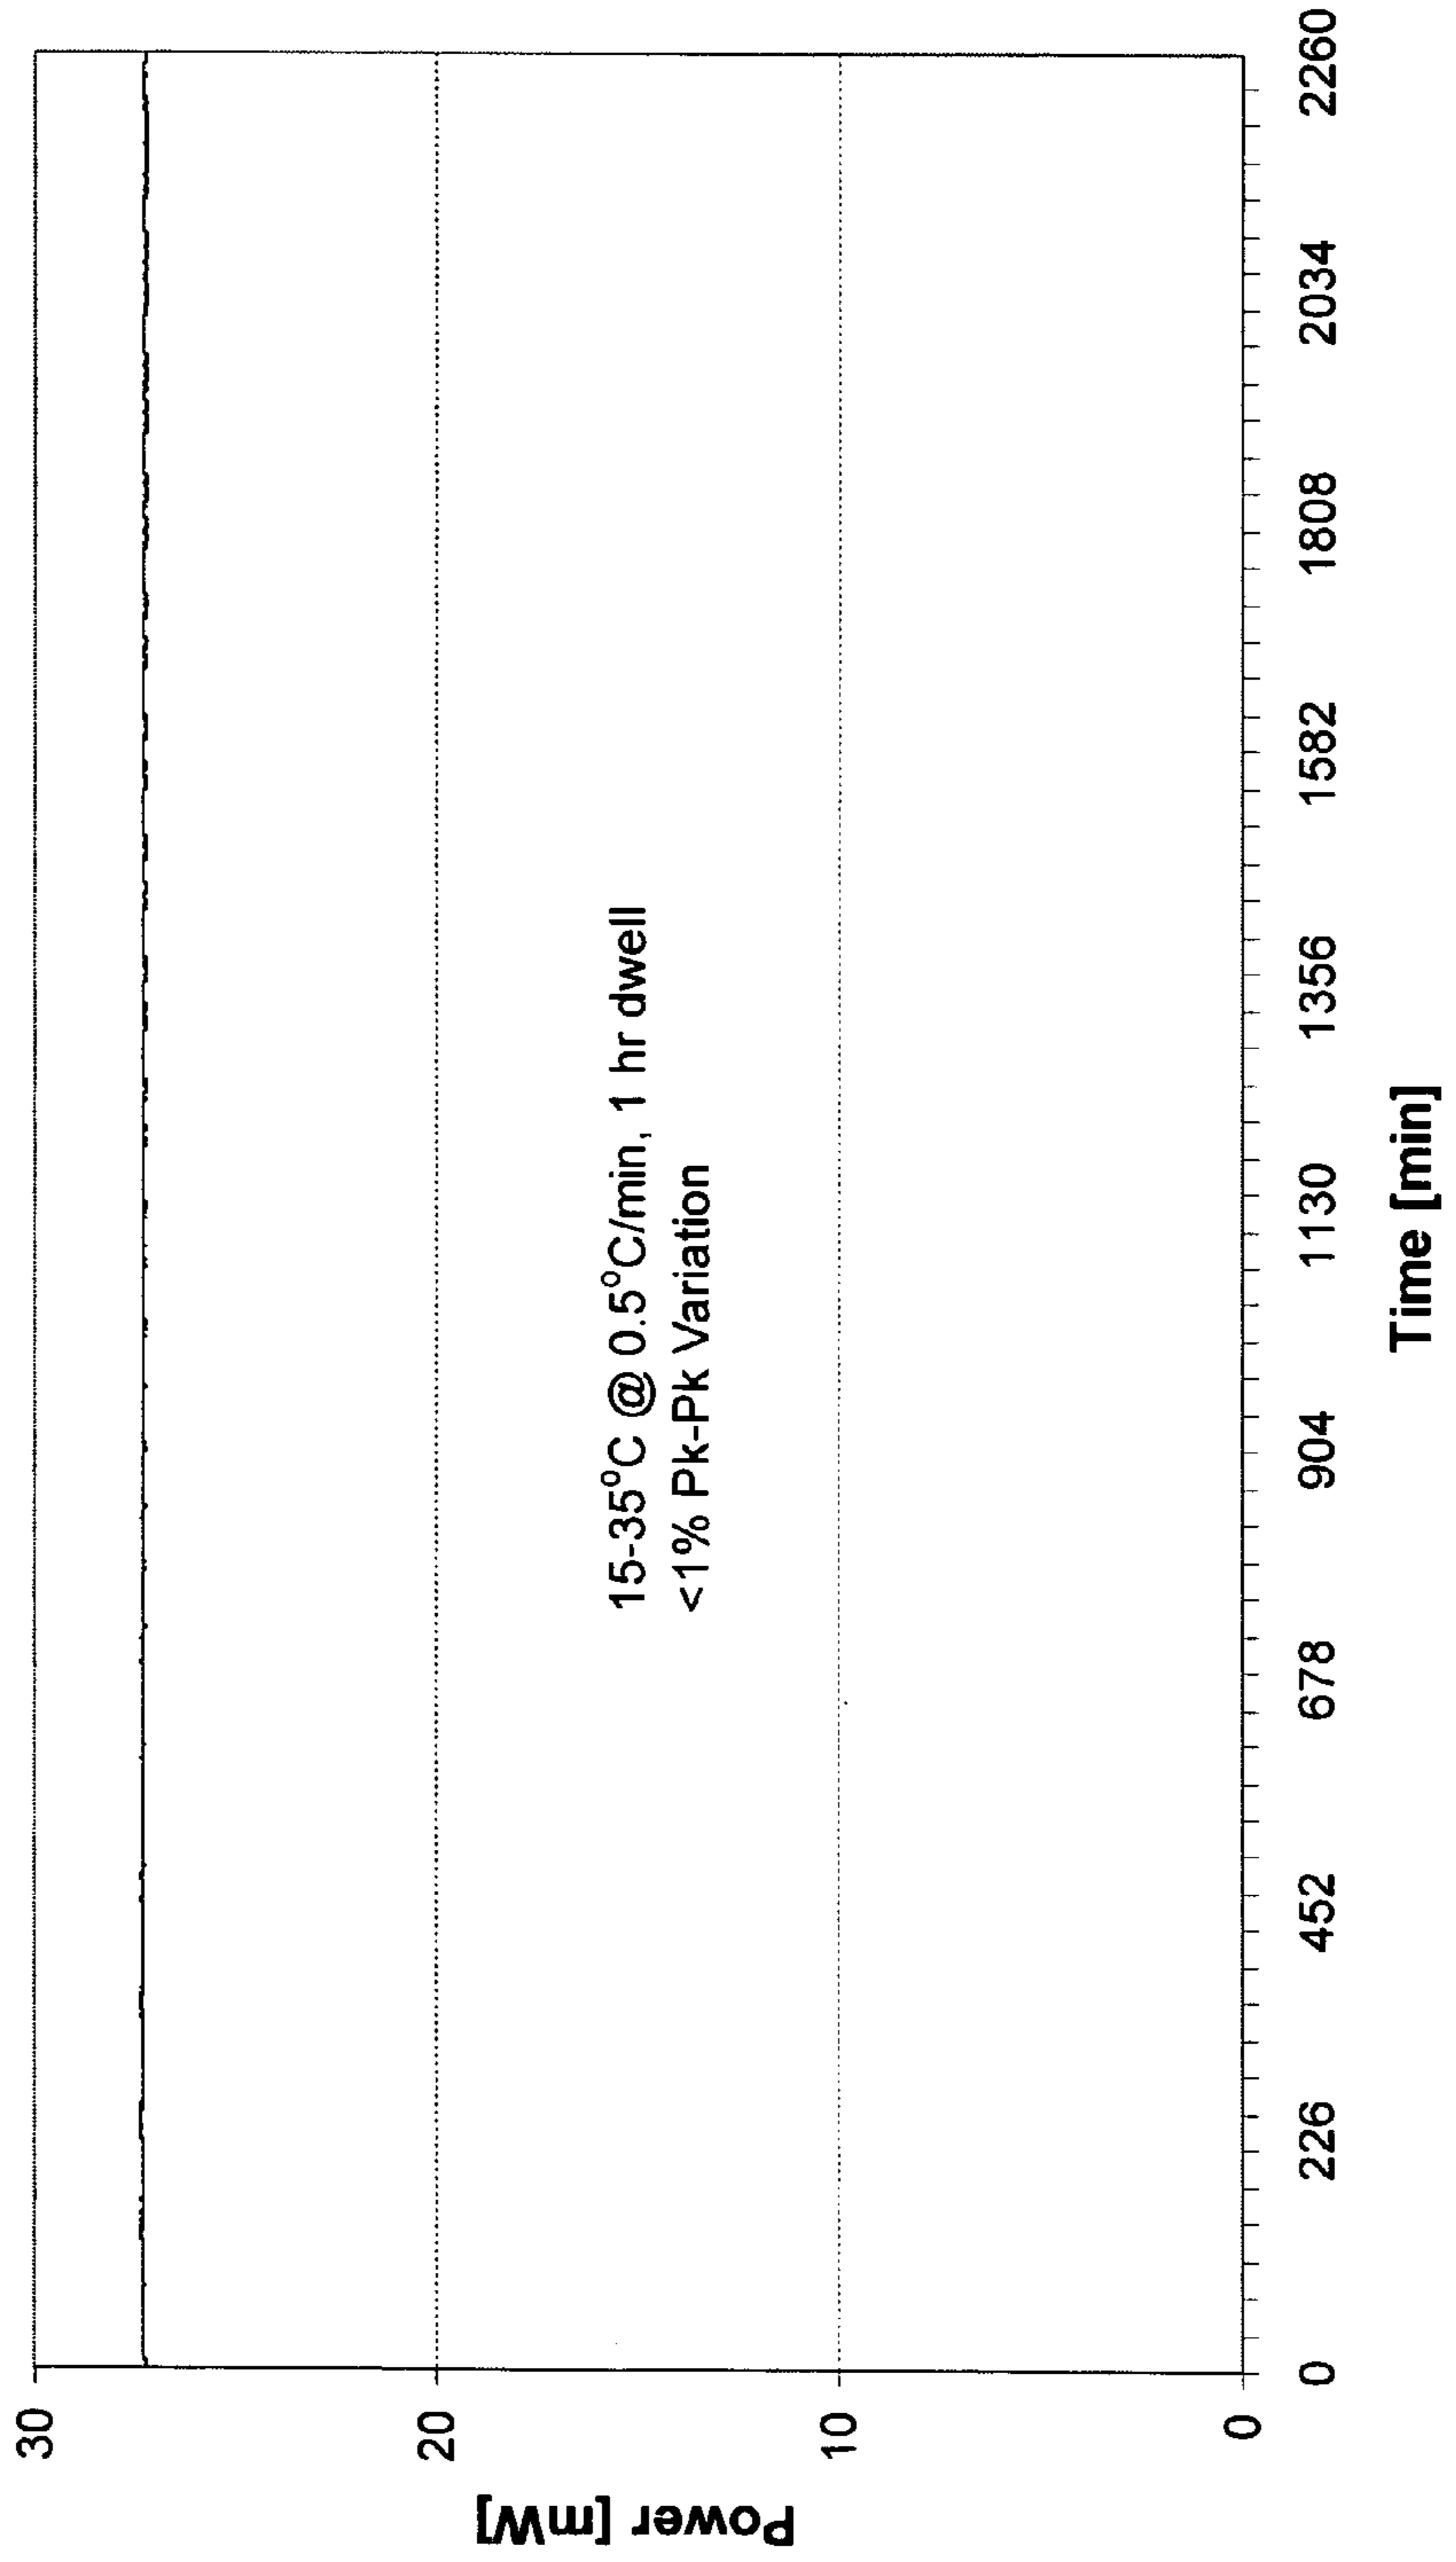 Power [mW]
30
20
10
0
15-35°C @ 0.5°C/min, 1 hr dwell
<1% Pk-Pk Variation
0 226 452 678 904 1130 1356 1582 1808 2034 2260
Time [min]